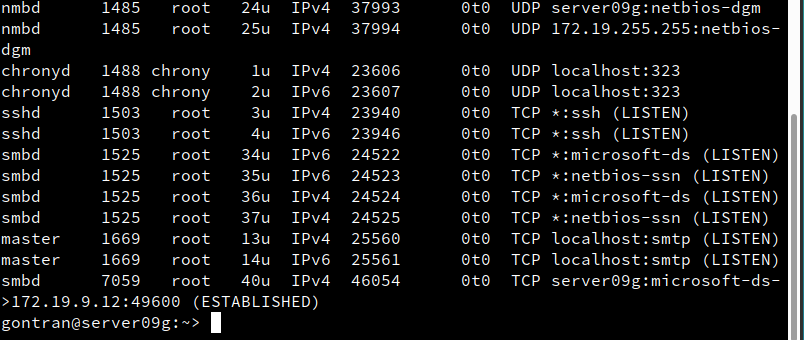 nmbd 1485 root 24u IPv4 37993 0t0 UDP server09g:netbios-dgm
nmbd 1485 root 25u IPv4 37994 0t0 UDP 172.19.255.255:netbios-
dgm
chronyd 1488 chrony 1u IPv4 23606 0t0 UDP localhost:323
chronyd 1488 chrony 2u IPv6 23607 0t0 UDP localhost:323
sshd 1503 root 3u IPv4 23940 0t0 TCP *:ssh (LISTEN)
sshd 1503 root 4u IPv6 23946 0t0 TCP *:ssh (LISTEN)
smbd 1525 root 34u IPv6 24522 0t0 TCP *:microsoft-ds (LISTEN)
smbd 1525 root 35u IPv6 24523 0t0 TCP *:netbios-ssn (LISTEN)
smbd 1525 root 36u IPv4 24524 0t0 TCP *:microsoft-ds (LISTEN)
smbd 1525 root 37u IPv4 24525 0t0 TCP *:netbios-ssn (LISTEN)
master 1669 root 13u IPv4 25560 0t0 TCP localhost:smtp (LISTEN)
master 1669 root 14u IPv6 25561 0t0 TCP localhost:smtp (LISTEN)
smbd 7059 root 40u IPv4 46054 0t0 TCP server09g:microsoft-ds-
>172.19.9.12:49600 (ESTABLISHED)
gontran@server09g:~>